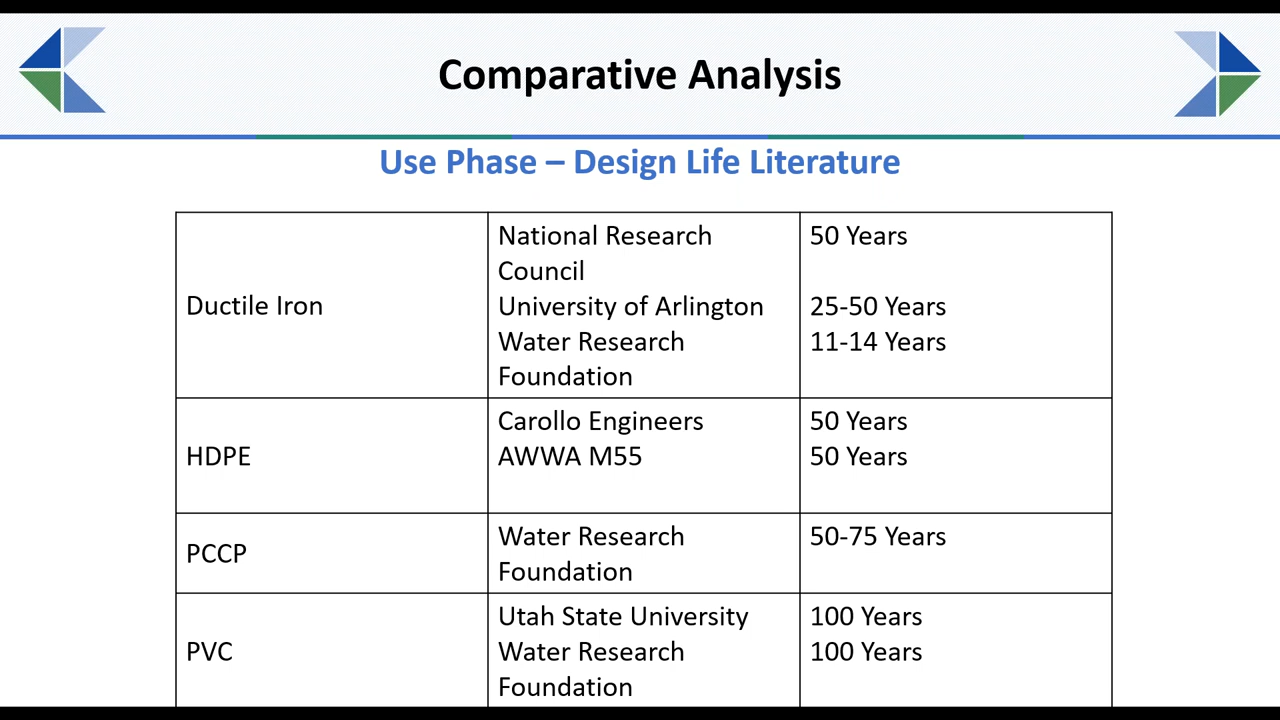 Comparative Analysis
Use Phase – Design Life Literature
Ductile Iron
National Research
Council
University of Arlington
Water Research
Foundation
50 Years
25-50 Years
11-14 Years
HDPE
Carollo Engineers
AWWA M55
50 Years
50 Years
PCCP
Water Research
Foundation
50-75 Years
PVC
Utah State University
Water Research
Foundation
100 Years
100 Years